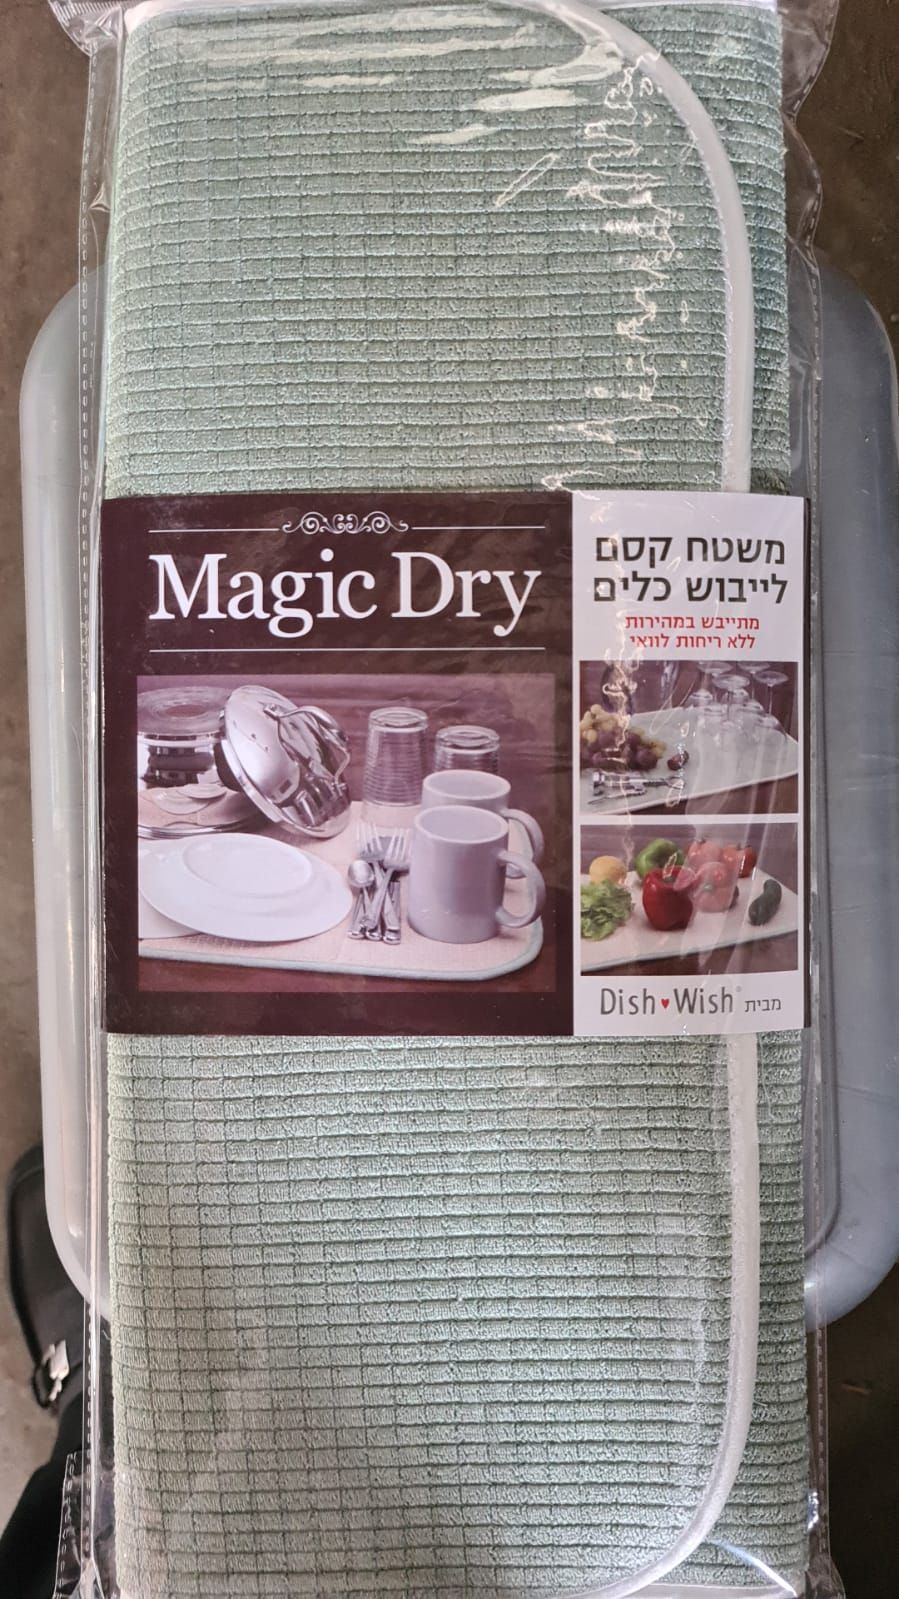 Magic Dry
משטח קסם
לייבוש כלים
מתייבש במהירות
ללא ריחות לוואי
מבית Dish♥Wish®